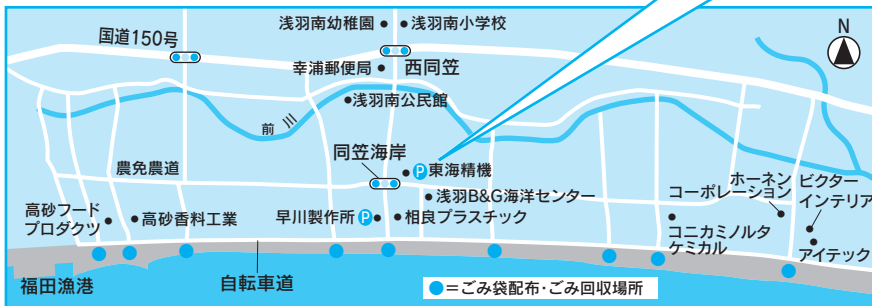 浅羽南幼稚園
浅羽南小学校
国道150号
N
幸浦郵便局
西同笠
浅羽南公民館
前川
同笠海岸
P
東海精機
農免農道
浅羽B&G海洋センター
ホーネン
コーポレーション
ビクター
インテリア
高砂フード
プロダクツ
高砂香料工業
早川製作所
P
相良プラスチック
コニカミノルタ
ケミカル
アイテック
福田漁港
自転車道
=ごみ袋配布・ごみ回収場所